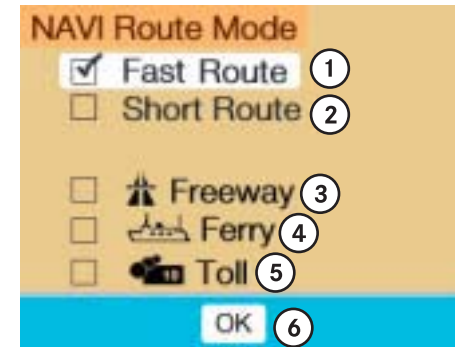 NAVI Route Mode
Fast Route 1
Short Route 2
Freeway 3
Ferry 4
Toll 5
OK 6